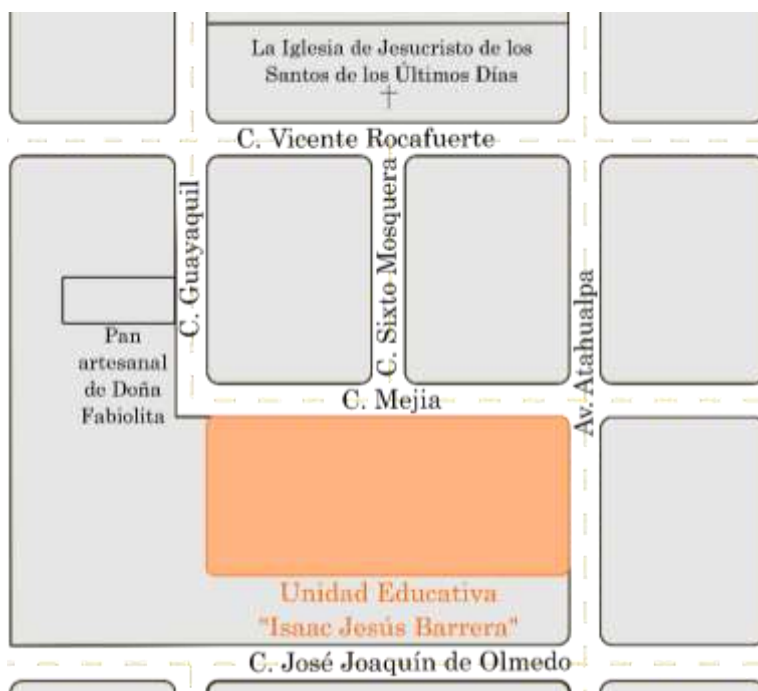 La Iglesia de Jesucristo de los
Santos de los Últimos Días
C. Vicente Rocafuerte
C. Guayaquil
C. Sixto Mosquera
Av. Atahualpa
Pan
artesanal
de Doña
Fabiolita
C. Mejia
Unidad Educativa
"Isaac Jesús Barrera"
C. José Joaquín de Olmedo